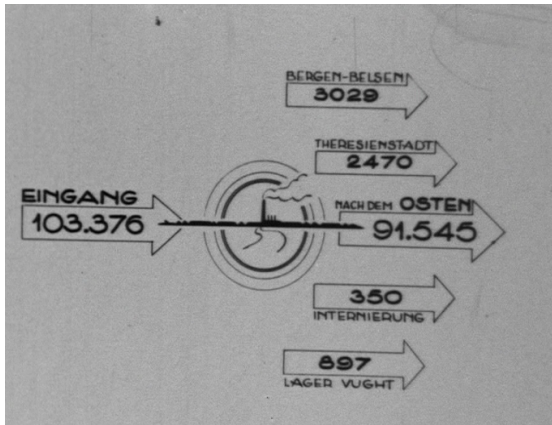 BERGEN-BELSEN
3029
THERESIENSTADT
2470
EINGANG
103.376
NACH DEM OSTEN
91.545
350
INTERNIERUNG
897
LAGER VUGHT